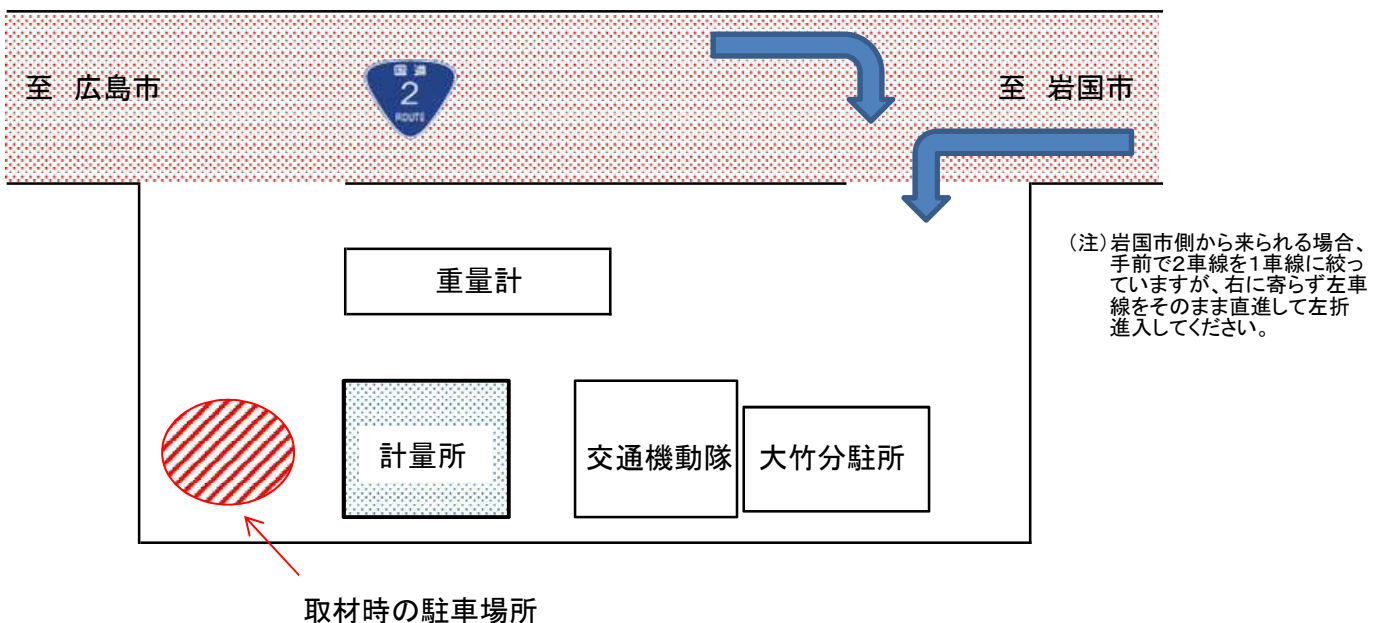 至 広島市
国道
2
ROUTE
至 岩国市
(注)岩国市側から来られる場合、
手前で2車線を1車線に絞っ
ていますが、右に寄らず左車
線をそのまま直進して左折
進入してください。
重量計
計量所
交通機動隊
大竹分駐所
取材時の駐車場所